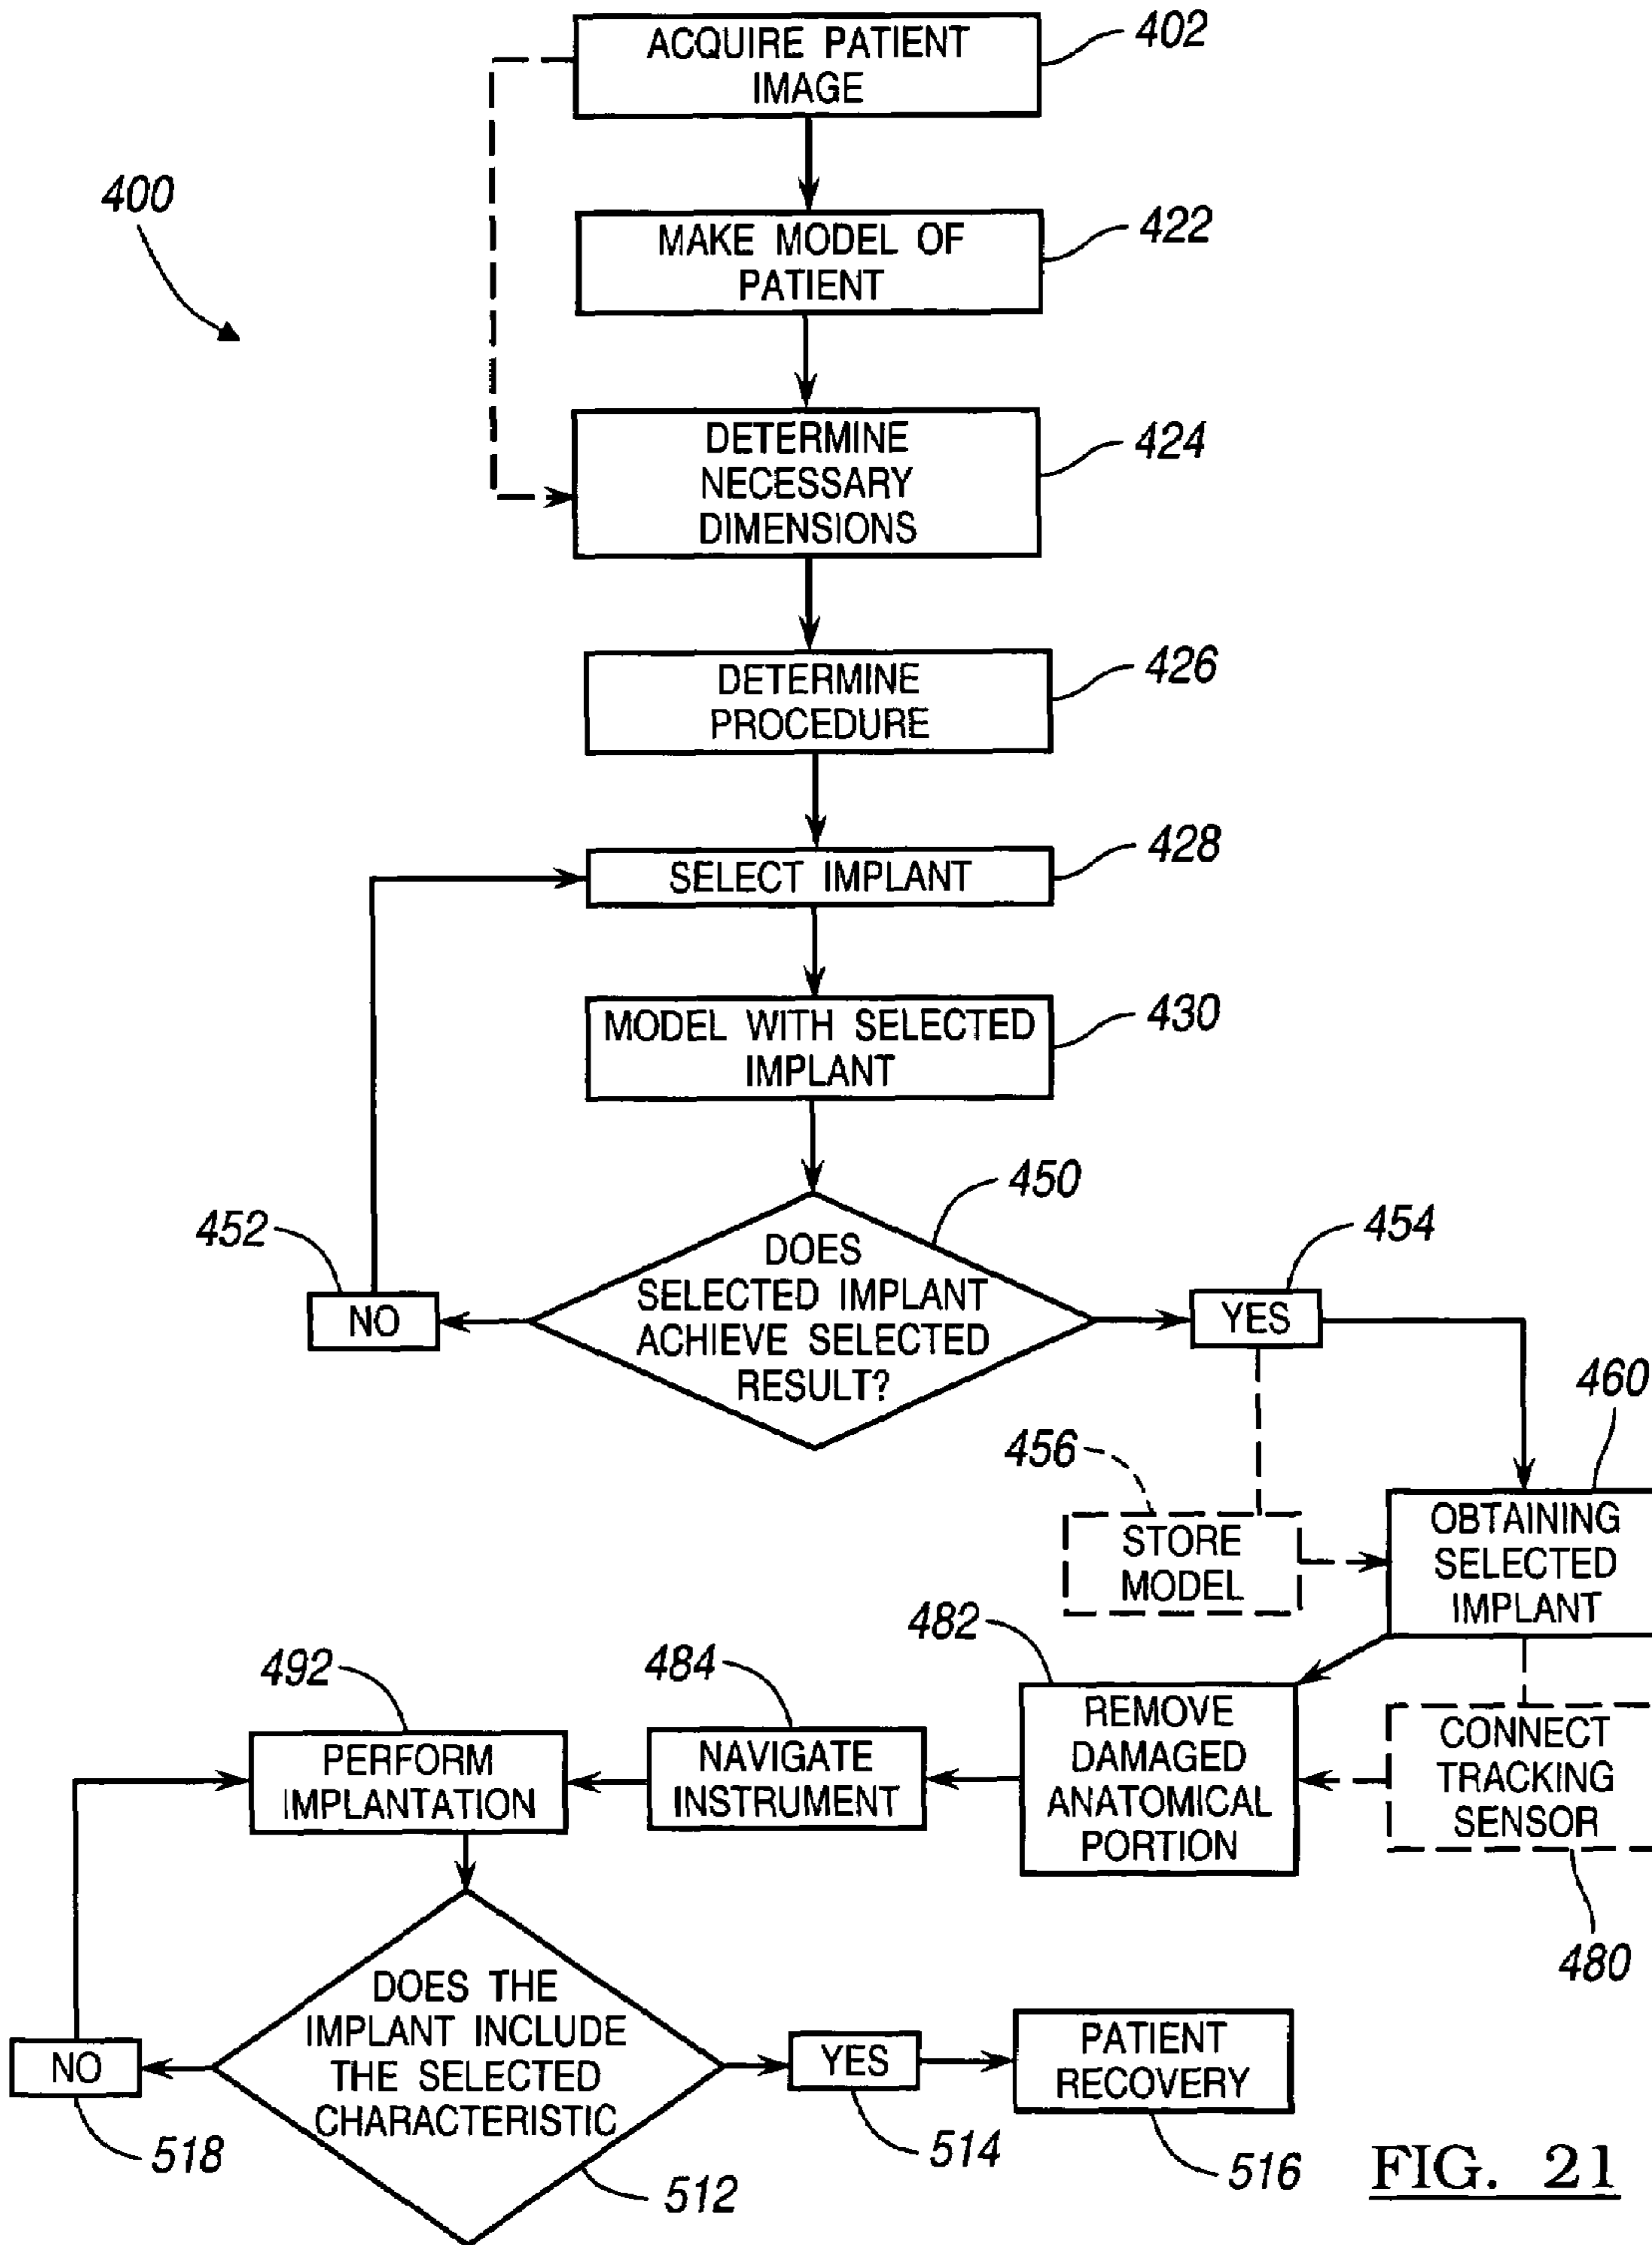 ACQUIRE PATIENT
IMAGE
402
400
MAKE MODEL OF
PATIENT
422
DETERMINE
NECESSARY
DIMENSIONS
424
DETERMINE
PROCEDURE
426
SELECT IMPLANT
428
MODEL WITH SELECTED
IMPLANT
430
450
DOES
SELECTED IMPLANT
ACHIEVE SELECTED
RESULT?
452
NO
454
YES
456
STORE
MODEL
460
OBTAINING
SELECTED
IMPLANT
482
REMOVE
DAMAGED
ANATOMICAL
PORTION
CONNECT
TRACKING
SENSOR
480
484
NAVIGATE
INSTRUMENT
492
PERFORM
IMPLANTATION
DOES THE
IMPLANT INCLUDE
THE SELECTED
CHARACTERISTIC
512
NO
518
YES
514
PATIENT
RECOVERY
516
FIG. 21